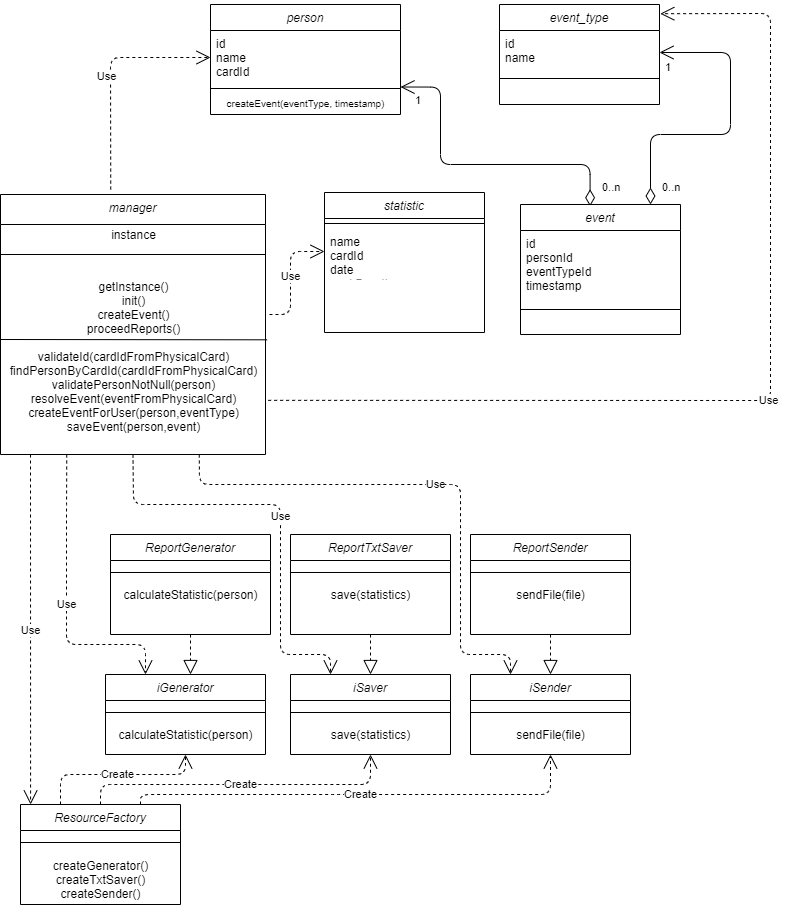 person
id
name
cardId
createEvent(eventType, timestamp)
event_type
id
name
Use
1
1
0..n
0..n
manager
instance
getInstance()
init()
createEvent()
proceedReports()
validateId(cardIdFromPhysicalCard)
findPersonByCardId(cardIdFromPhysicalCard)
validatePersonNotNull(person)
resolveEvent(eventFromPhysicalCard)
createEventForUser(person,eventType)
saveEvent(person,event)
Use
statistic
name
cardId
date
event
id
personId
eventTypeId
timestamp
Use
Use
Use
ReportGenerator
calculateStatistic(person)
ReportTxtSaver
save(statistics)
ReportSender
sendFile(file)
Use
Use
iGenerator
calculateStatistic(person)
iSaver
save(statistics)
iSender
sendFile(file)
Create
Create
Create
ResourceFactory
createGenerator()
createTxtSaver()
createSender()